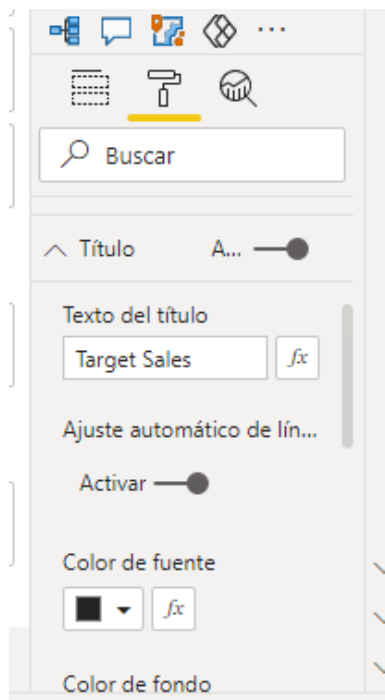 Buscar
Título A...
Texto del título
Target Sales fx
Ajuste automático de lín...
Activar
Color de fuente
fx
Color de fondo